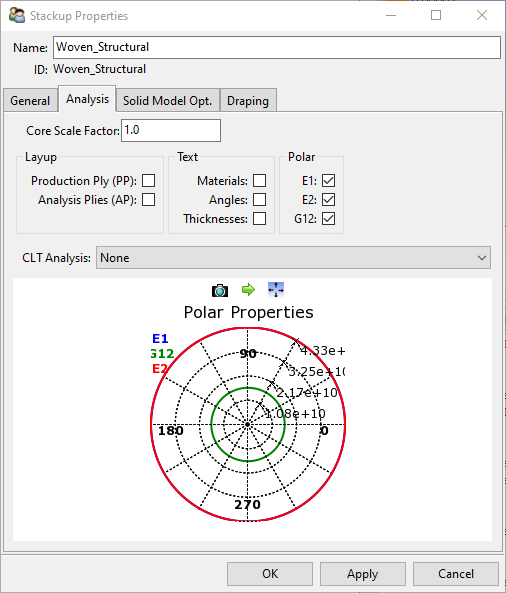 Stackup Properties
Name: Woven_Structural
ID: Woven_Structural
General Analysis Solid Model Opt. Draping
Core Scale Factor: 1.0
Layup Text Polar
Production Ply (PP): Materials: E1:
Analysis Plies (AP): Angles: E2:
Thicknesses: G12:
CLT Analysis: None
Polar Properties
E1
G12
E2
90
4.33e+
3.25e+10
2.17e+10
1.08e+10
180
0
270
OK Apply Cancel